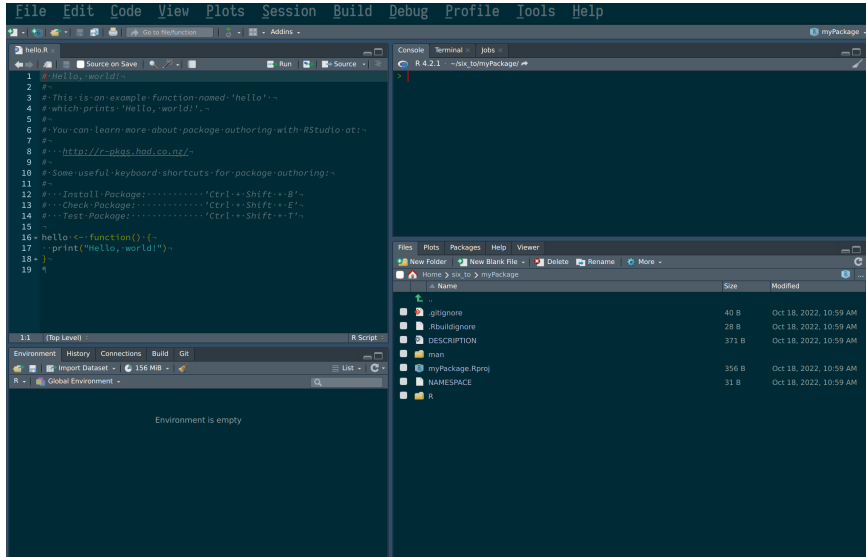 File Edit Code View Plots Session Build Debug Profile Tools Help
Go to file/function Addins myPackage
hello.R
Source on Save Run Source
1 # Hello, world!
2 #
3 # This is an example function named 'hello'
4 # which prints 'Hello, world!'.
5 #
6 # You can learn more about package authoring with RStudio at:
7 #
8 #   http://r-pkgs.had.co.nz/
9 #
10 # Some useful keyboard shortcuts for package authoring:
11 #
12 #   Install Package:           'Ctrl + Shift + B'
13 #   Check Package:             'Ctrl + Shift + E'
14 #   Test Package:              'Ctrl + Shift + T'
15
16 hello <- function() {
17   print("Hello, world!")
18 }
19
1:1 (Top Level) R Script
Environment History Connections Build Git
Import Dataset 156 MiB List
R Global Environment
Environment is empty
Console Terminal Jobs
R 4.2.1 · ~/six_to/myPackage/
>
Files Plots Packages Help Viewer
New Folder New Blank File Delete Rename More
Home six_to myPackage
Name Size Modified
..
.gitignore 40 B Oct 18, 2022, 10:59 AM
.Rbuildignore 28 B Oct 18, 2022, 10:59 AM
DESCRIPTION 371 B Oct 18, 2022, 10:59 AM
man
myPackage.Rproj 356 B Oct 18, 2022, 10:59 AM
NAMESPACE 31 B Oct 18, 2022, 10:59 AM
R